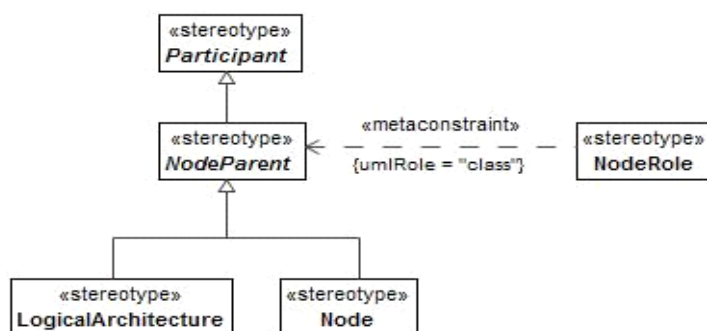 «stereotype»
Participant
«stereotype»
NodeParent
«metaconstraint»
{umlRole = "class"}
«stereotype»
NodeRole
«stereotype»
LogicalArchitecture
«stereotype»
Node